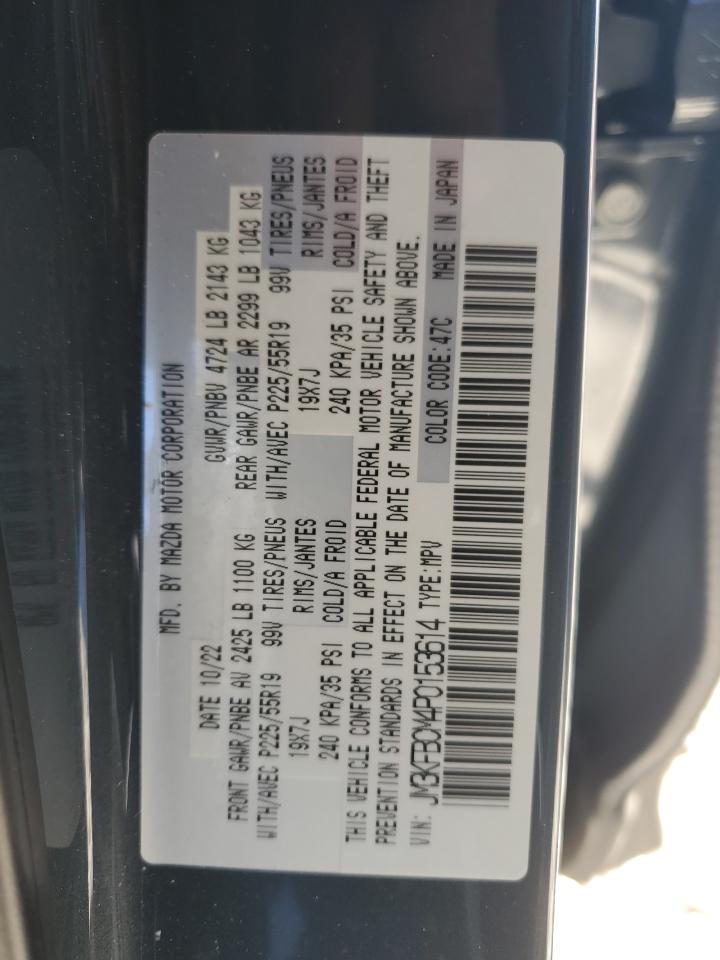 MFD. BY MAZDA MOTOR CORPORATION
DATE 10/22 GVWR/PNBV 4724 LB 2143 KG
FRONT GAWR/PNBE AV 2425 LB 1100 KG REAR GAWR/PNBE AR 2299 LB 1043 KG
WITH/AVEC P225/55R19 99V TIRES/PNEUS WITH/AVEC P225/55R19 99V TIRES/PNEUS
19X7J RIMS/JANTES 19X7J RIMS/JANTES
240 KPA/35 PSI COLD/A FROID 240 KPA/35 PSI COLD/A FROID
THIS VEHICLE CONFORMS TO ALL APPLICABLE FEDERAL MOTOR VEHICLE SAFETY AND THEFT
PREVENTION STANDARDS IN EFFECT ON THE DATE OF MANUFACTURE SHOWN ABOVE.
VIN: JM3KFBCM4P0153614 TYPE:MPV COLOR CODE:47C MADE IN JAPAN